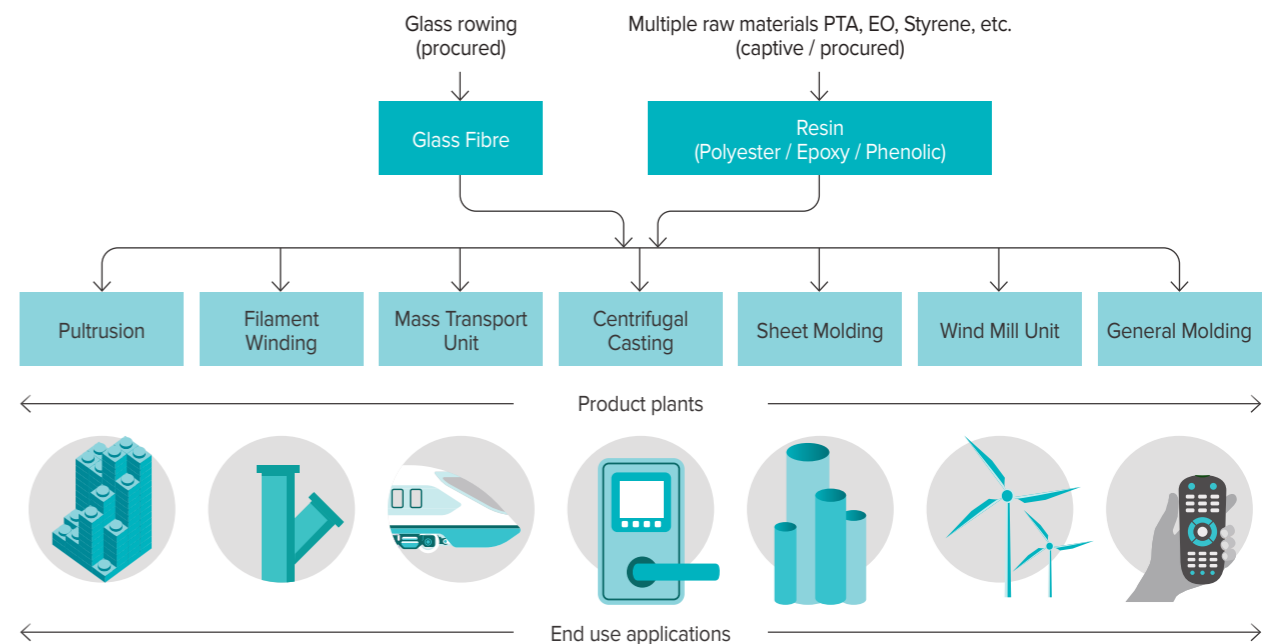 Glass rowing
(procured)
Multiple raw materials PTA, EO, Styrene, etc.
(captive / procured)
Glass Fibre
Resin
(Polyester / Epoxy / Phenolic)
Pultrusion
Filament
Winding
Mass Transport
Unit
Centrifugal
Casting
Sheet Molding
Wind Mill Unit
General Molding
Product plants
End use applications